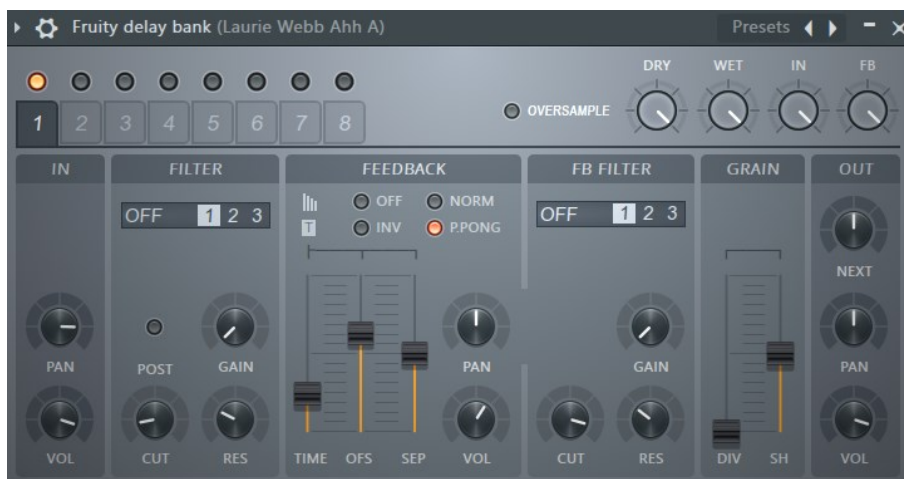 Fruity delay bank (Laurie Webb Ahh A) Presets
DRY WET IN FB
OVERSAMPLE
1 2 3 4 5 6 7 8
IN FILTER FEEDBACK FB FILTER GRAIN OUT
OFF 1 2 3 OFF NORM OFF 1 2 3
T INV P.PONG
NEXT
PAN POST GAIN PAN GAIN PAN
VOL CUT RES TIME OFS SEP VOL CUT RES DIV SH VOL